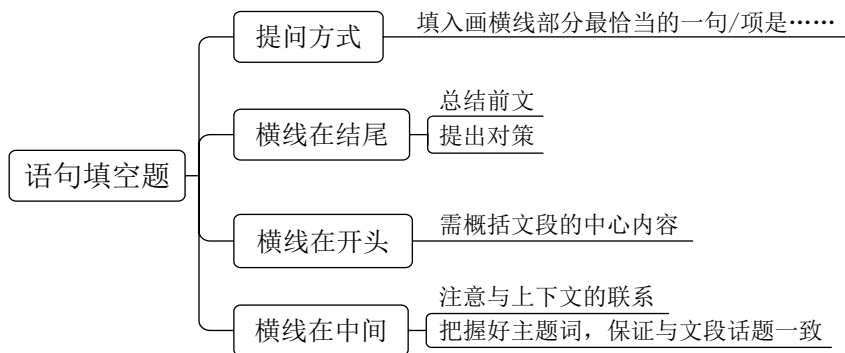 语句填空题
提问方式
填入画横线部分最恰当的一句/项是……
横线在结尾
总结前文
提出对策
横线在开头
需概括文段的中心内容
横线在中间
注意与上下文的联系
把握好主题词，保证与文段话题一致